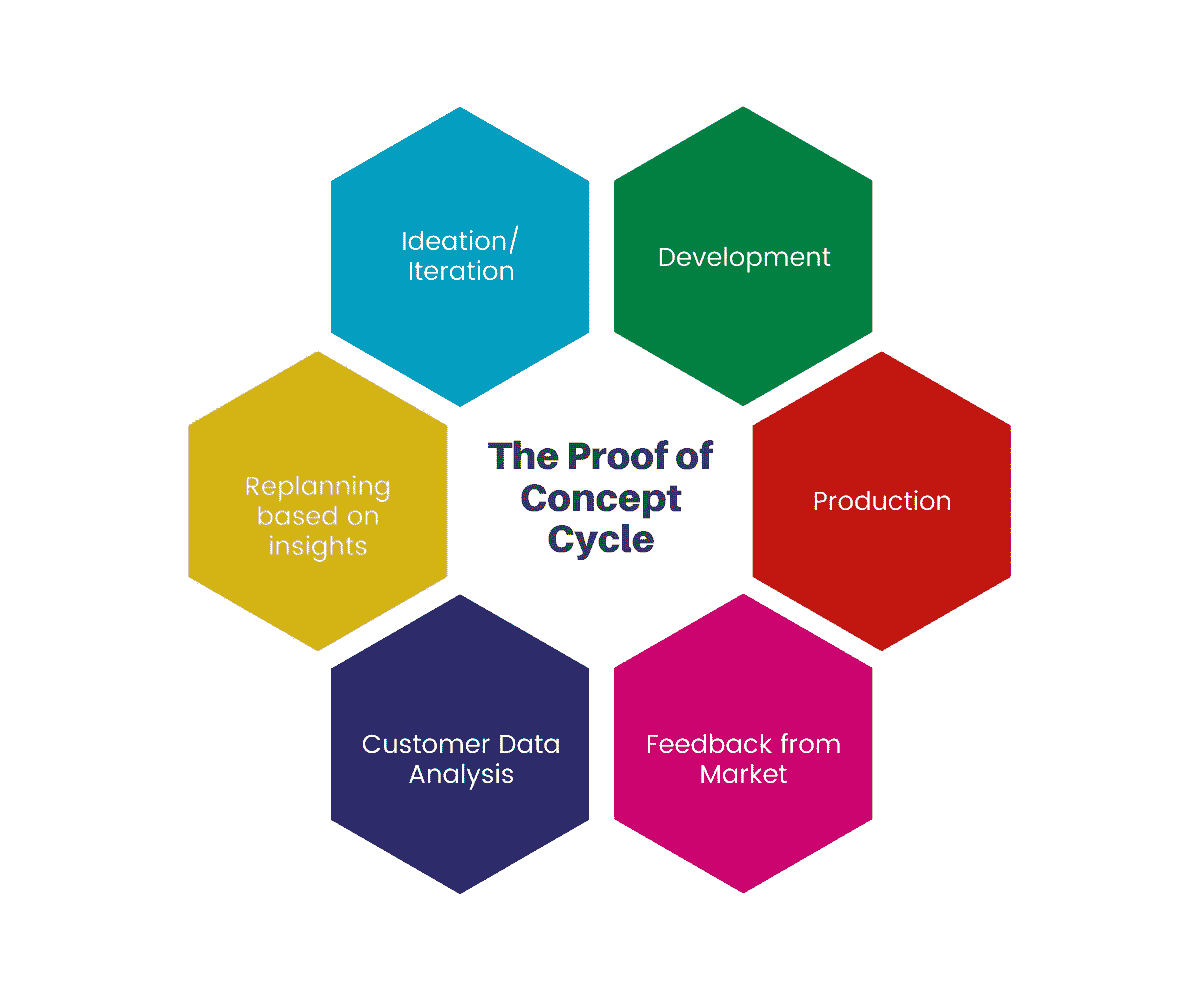 Ideation/
Iteration
Development
Replanning
based on
insights
The Proof of
Concept
Cycle
Production
Customer Data
Analysis
Feedback from
Market